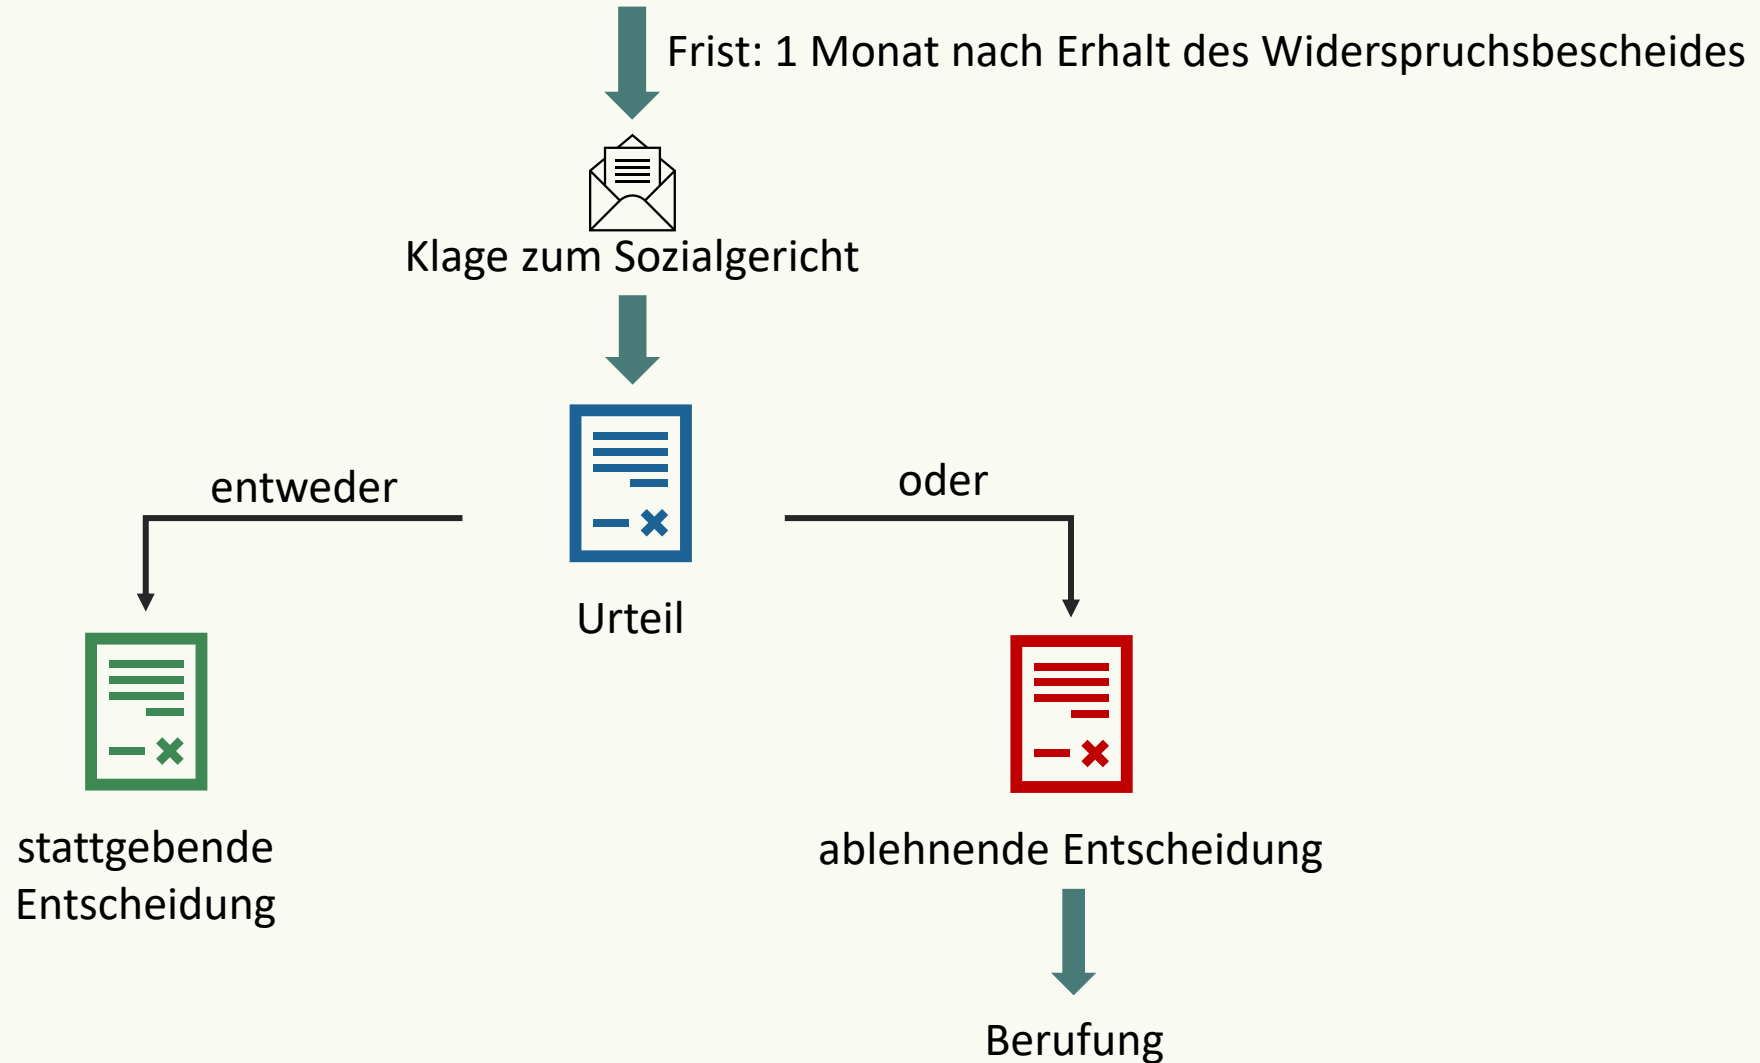 Frist: 1 Monat nach Erhalt des Widerspruchsbescheides
Klage zum Sozialgericht
entweder
oder
Urteil
stattgebende
Entscheidung
ablehnende Entscheidung
Berufung